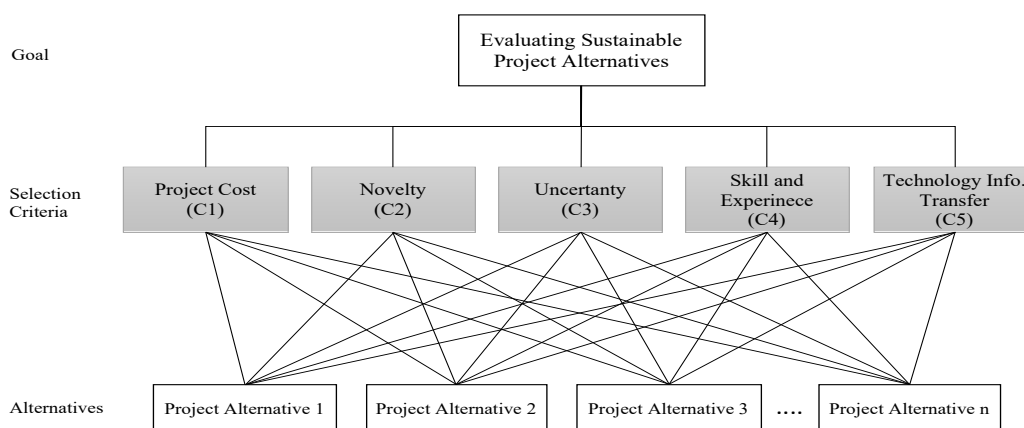 Goal
Evaluating Sustainable
Project Alternatives
Selection
Criteria
Project Cost
(C1)
Novelty
(C2)
Uncertanty
(C3)
Skill and
Experinece
(C4)
Technology Info.
Transfer
(C5)
Alternatives
Project Alternative 1
Project Alternative 2
Project Alternative 3
....
Project Alternative n